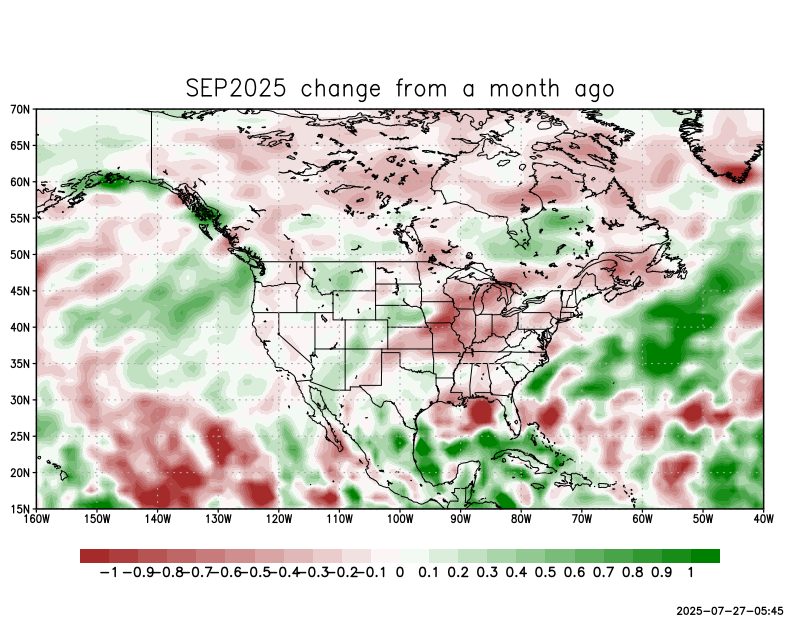 SEP2025 change from a month ago
70N
65N
60N
55N
50N
45N
40N
35N
30N
25N
20N
15N
160W 150W 140W 130W 120W 110W 100W 90W 80W 70W 60W 50W 40W
-1 -0.9 -0.8 -0.7 -0.6 -0.5 -0.4 -0.3 -0.2 -0.1 0 0.1 0.2 0.3 0.4 0.5 0.6 0.7 0.8 0.9 1
2025-07-27-05:45